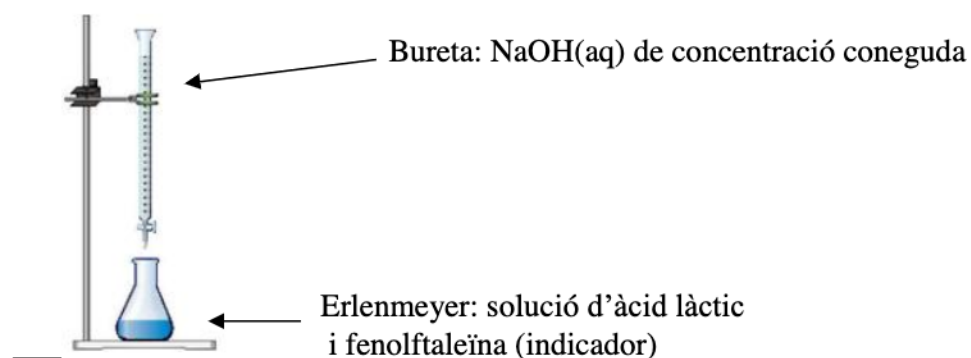 Bureta: NaOH(aq) de concentració coneguda
Erlenmeyer: solució d’àcid làctic
i fenolftaleïna (indicador)